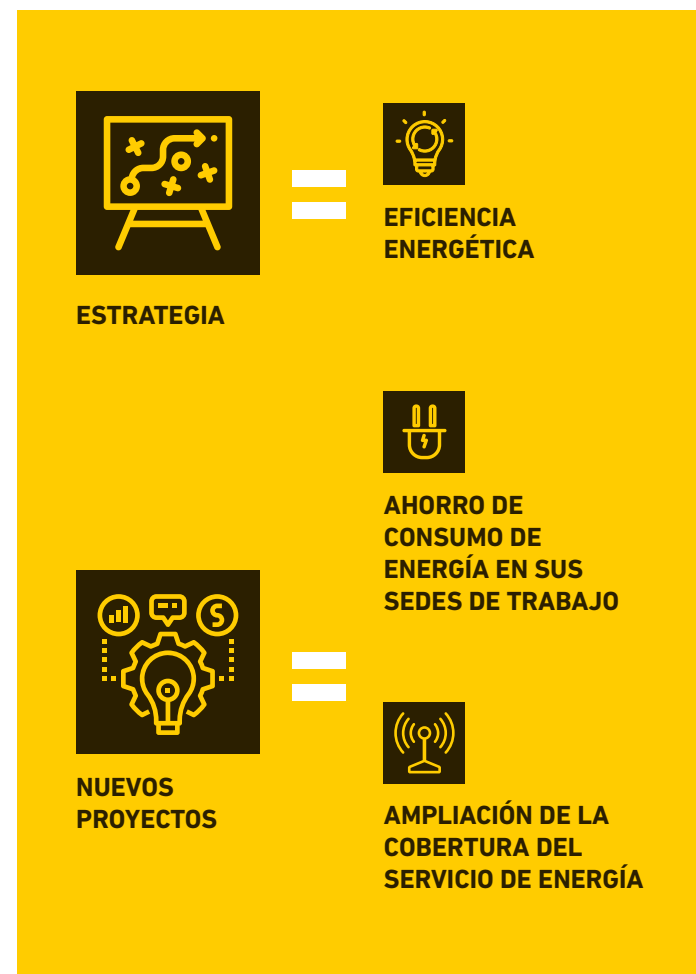 ESTRATEGIA
EFICIENCIA
ENERGÉTICA
NUEVOS
PROYECTOS
AHORRO DE
CONSUMO DE
ENERGÍA EN SUS
SEDES DE TRABAJO
AMPLIACIÓN DE LA
COBERTURA DEL
SERVICIO DE ENERGÍA